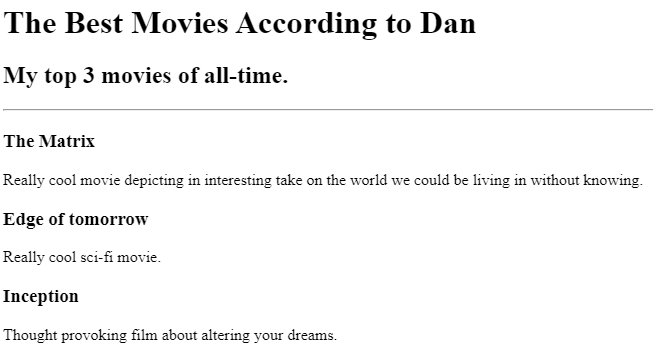 The Best Movies According to Dan
My top 3 movies of all-time.
The Matrix
Really cool movie depicting in interesting take on the world we could be living in without knowing.
Edge of tomorrow
Really cool sci-fi movie.
Inception
Thought provoking film about altering your dreams.